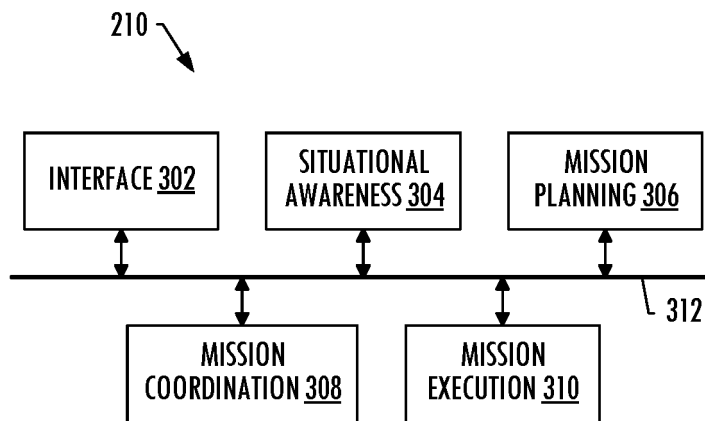 210
INTERFACE 302
SITUATIONAL
AWARENESS 304
MISSION
PLANNING 306
312
MISSION
COORDINATION 308
MISSION
EXECUTION 310